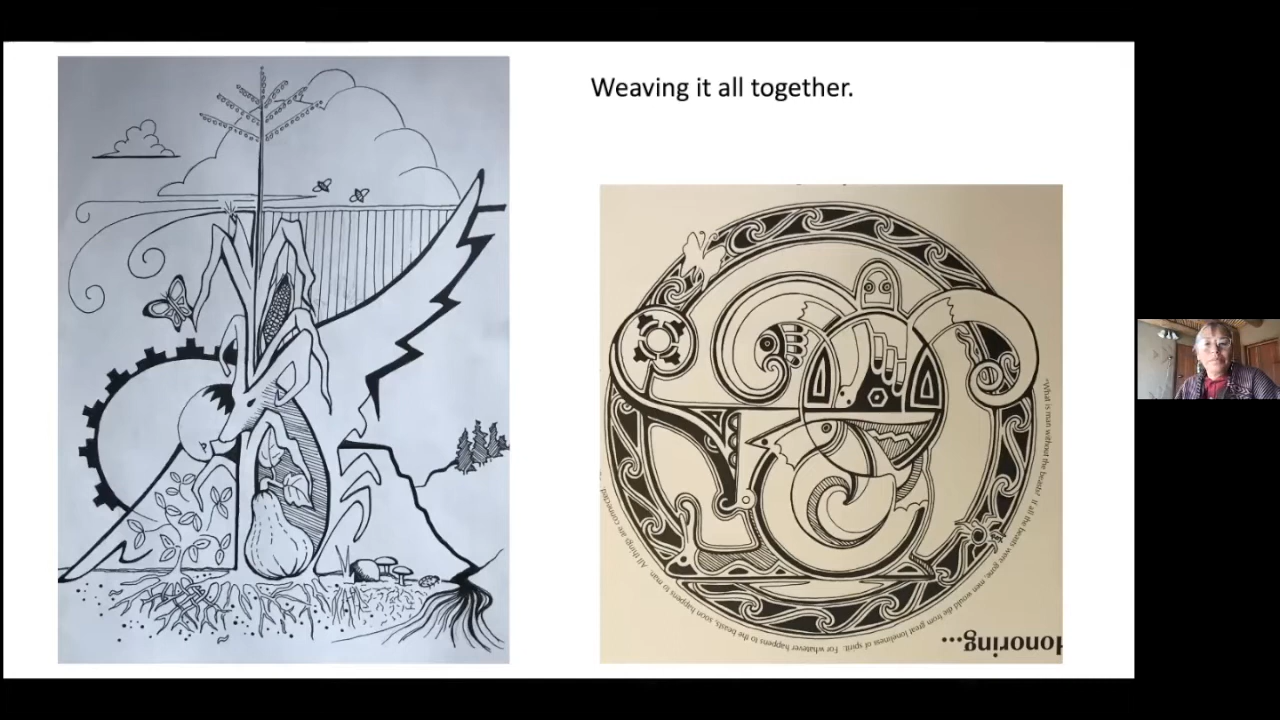 Weaving it all together.
"What is man without the beasts? If all the beasts were gone, men would die from great loneliness of spirit. For whatever happens to the beasts, soon happens to man. All things are connected.
Honoring...